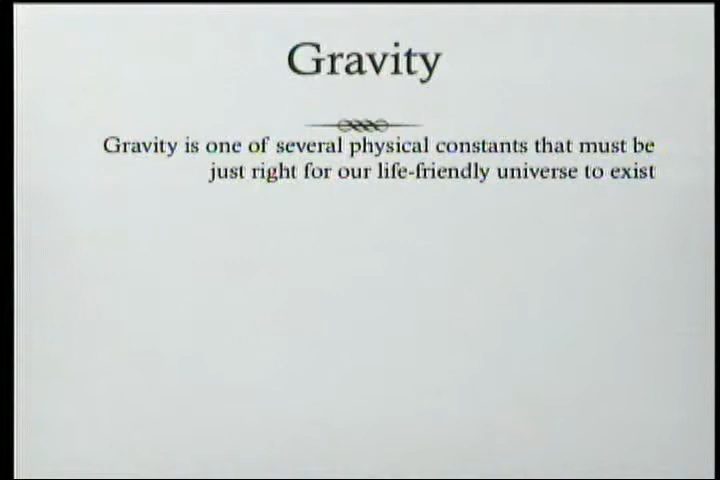 Gravity
Gravity is one of several physical constants that must be
just right for our life-friendly universe to exist